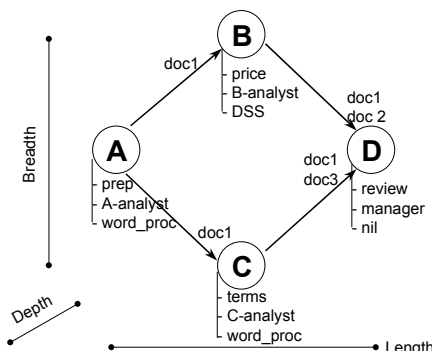 B
doc1
- price
- B-analyst
- DSS
doc1
doc 2
Breadth
A
- prep
- A-analyst
- word_proc
D
doc1
doc3
- review
- manager
- nil
doc1
C
- terms
- C-analyst
- word_proc
Depth
Length